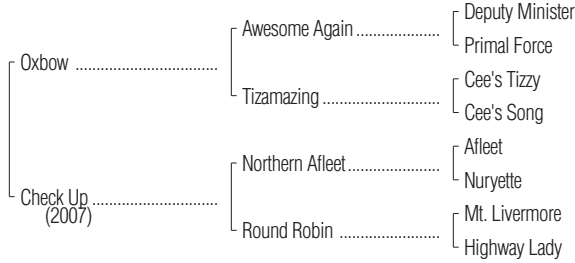 Deputy Minister
Awesome Again ..................
Primal Force
Oxbow ................................
Cee's Tizzy
Tizamazing .........................
Cee's Song
Afleet
Northern Afleet...................
Nuryette
Check Up ............................
(2007)
Mt. Livermore
Round Robin ......................
Highway Lady